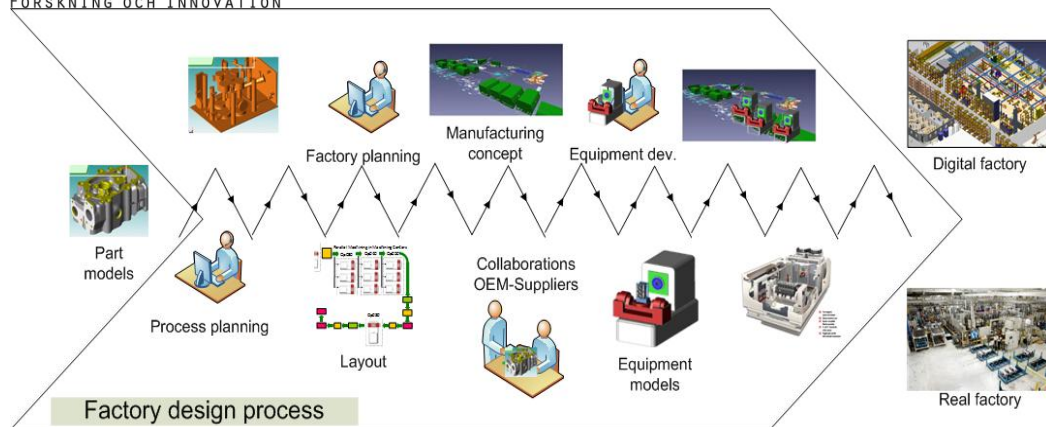 FORSKNING OCH INNOVATION
Digital factory
Factory planning
Manufacturing
concept
Equipment dev.
Part
models
Process planning
Layout
Collaborations
OEM-Suppliers
Equipment
models
Real factory
Factory design process